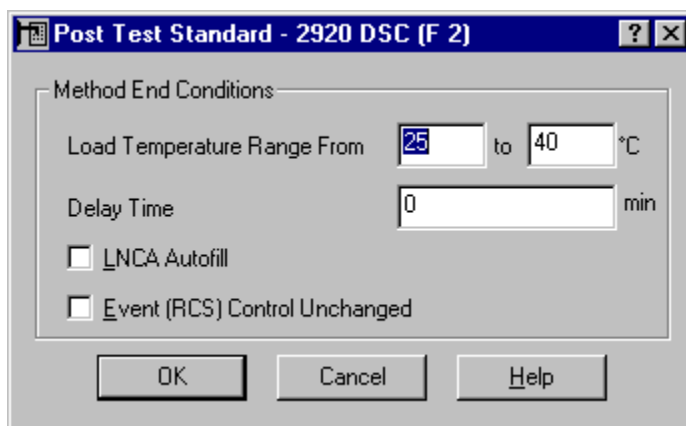 Post Test Standard - 2920 DSC (F 2)
Method End Conditions
Load Temperature Range From 25 to 40 °C
Delay Time 0 min
LNCA Autofill
Event (RCS) Control Unchanged
OK Cancel Help